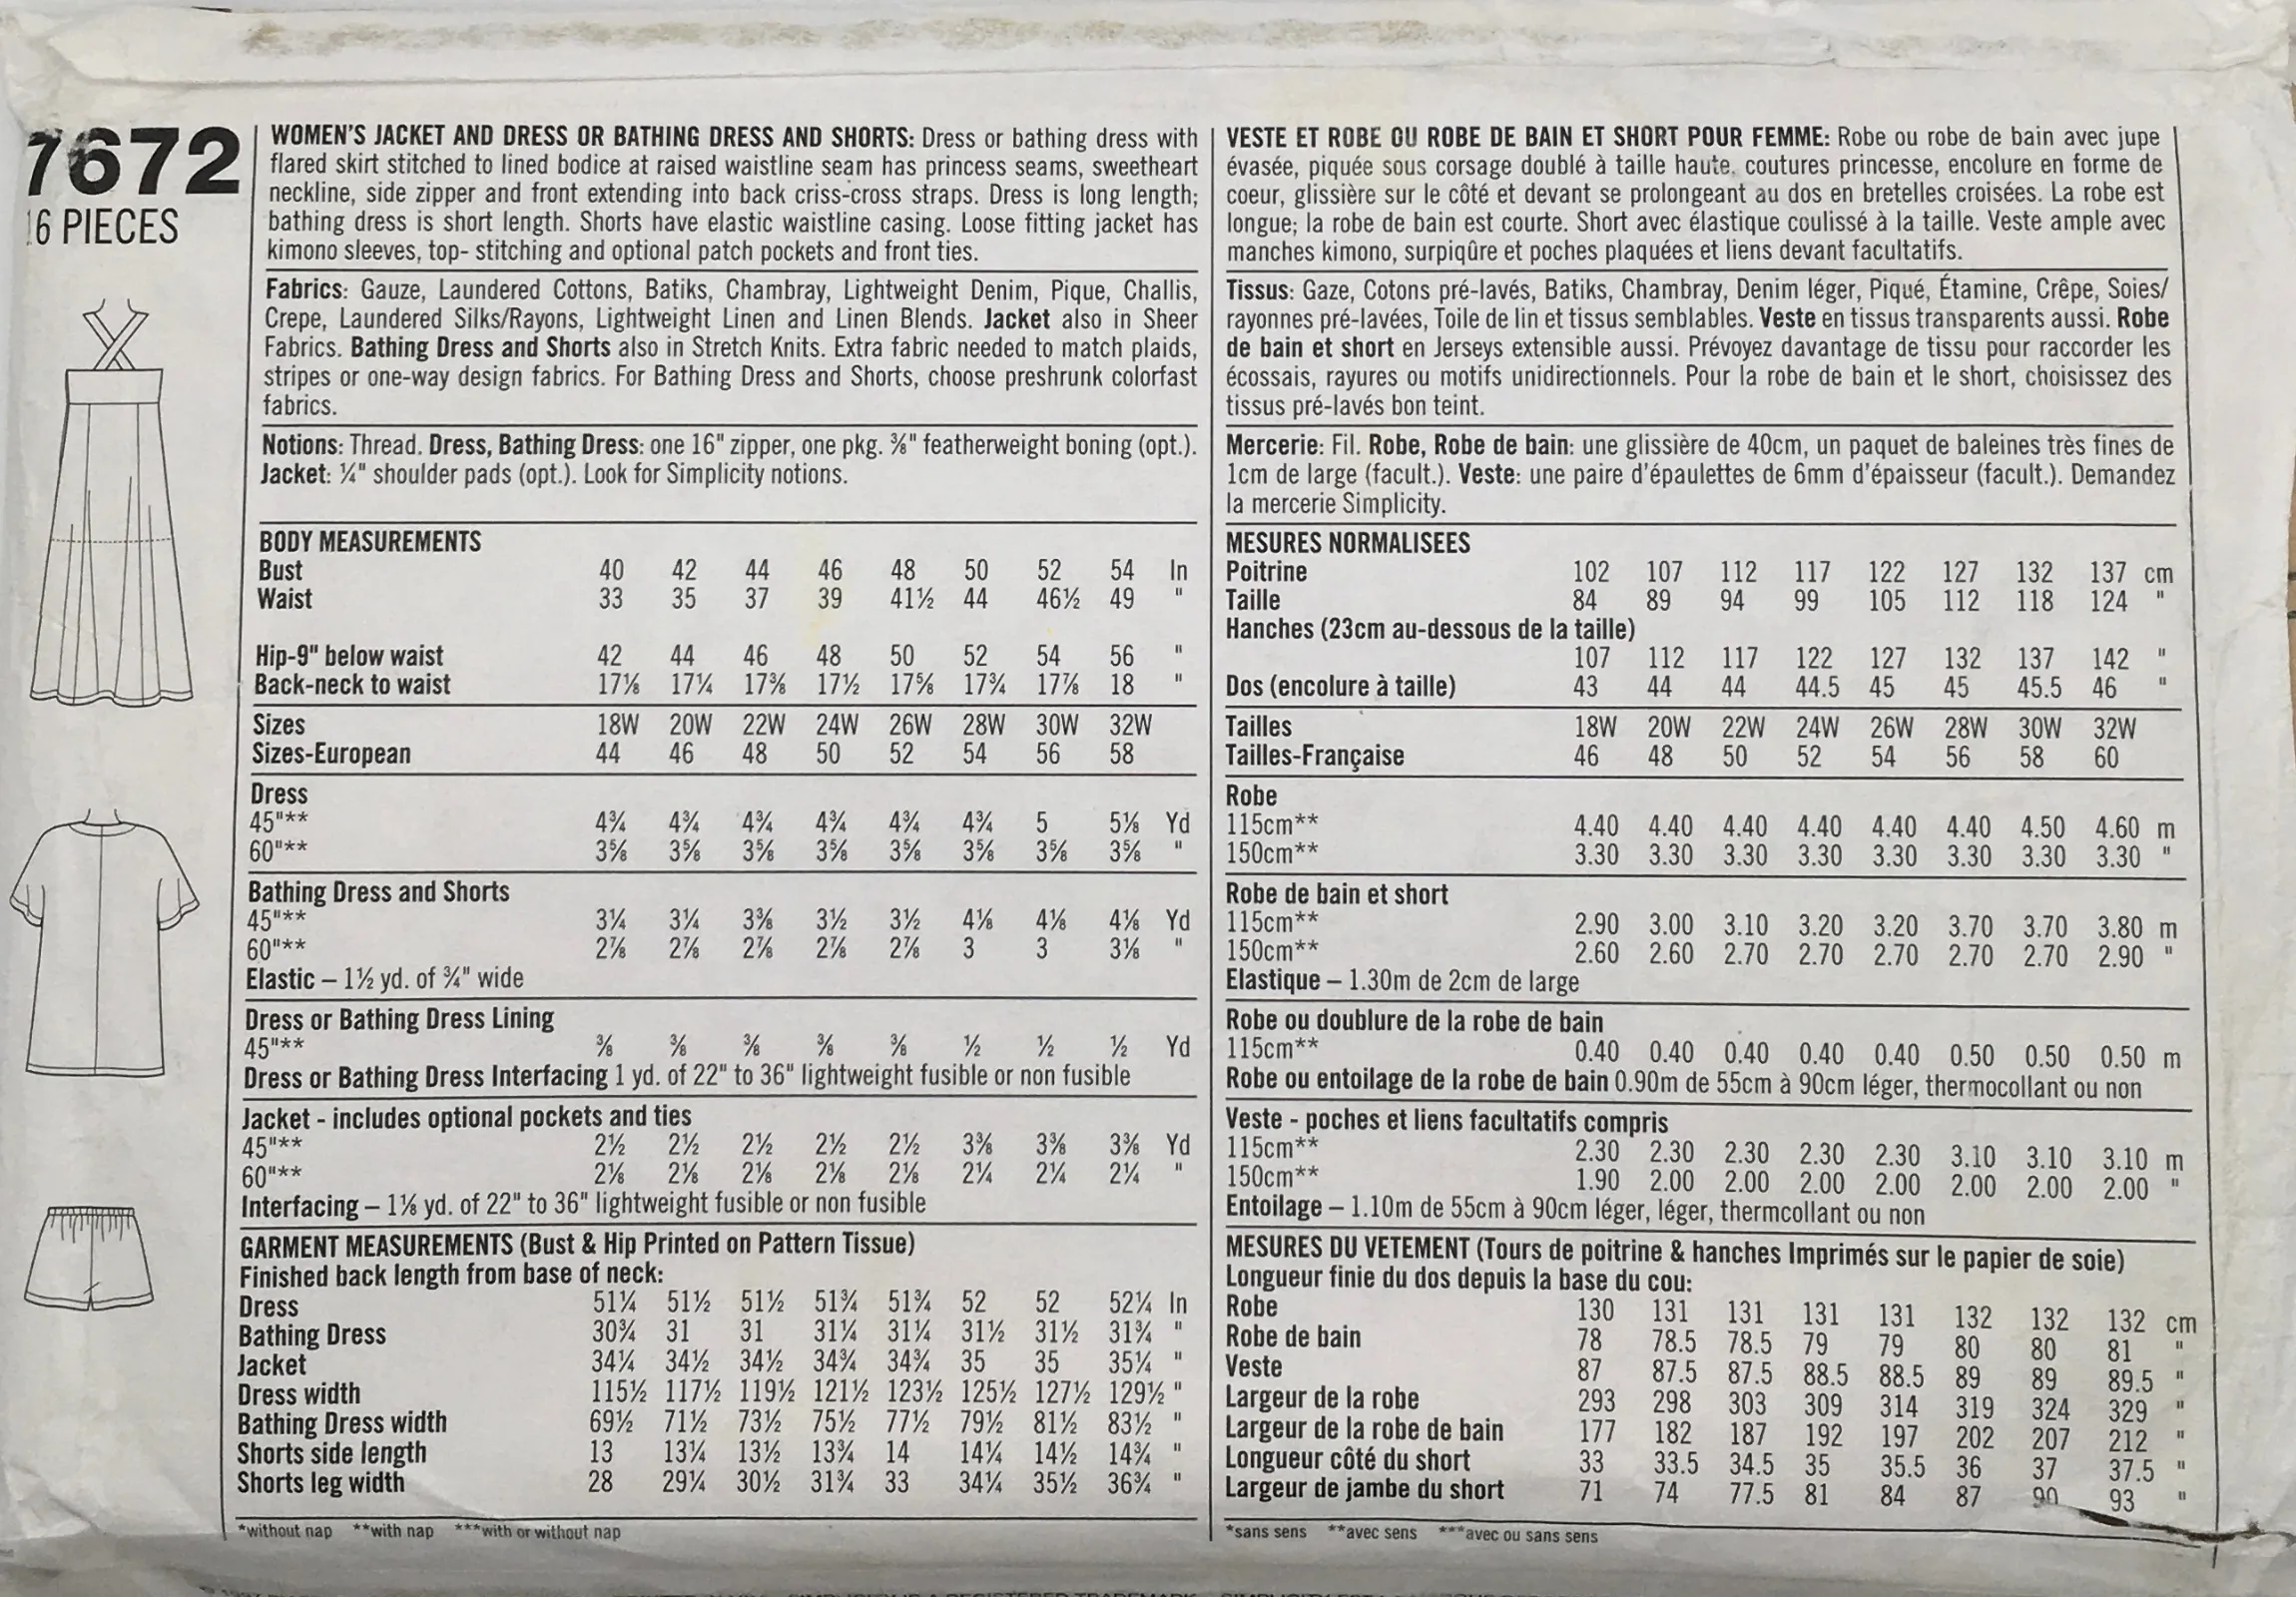 7672
16 PIECES
WOMEN'S JACKET AND DRESS OR BATHING DRESS AND SHORTS: Dress or bathing dress with
flared skirt stitched to lined bodice at raised waistline seam has princess seams, sweetheart
neckline, side zipper and front extending into back criss-cross straps. Dress is long length;
bathing dress is short length. Shorts have elastic waistline casing. Loose fitting jacket has
kimono sleeves, top- stitching and optional patch pockets and front ties.
Fabrics: Gauze, Laundered Cottons, Batiks, Chambray, Lightweight Denim, Pique, Challis,
Crepe, Laundered Silks/Rayons, Lightweight Linen and Linen Blends. Jacket also in Sheer
Fabrics. Bathing Dress and Shorts also in Stretch Knits. Extra fabric needed to match plaids,
stripes or one-way design fabrics. For Bathing Dress and Shorts, choose preshrunk colorfast
fabrics.
Notions: Thread. Dress, Bathing Dress: one 16" zipper, one pkg. ⅜" featherweight boning (opt.).
Jacket: ¼" shoulder pads (opt.). Look for Simplicity notions.
BODY MEASUREMENTS
Bust 40 42 44 46 48 50 52 54 In
Waist 33 35 37 39 41½ 44 46½ 49 "
Hip-9" below waist 42 44 46 48 50 52 54 56 "
Back-neck to waist 17⅛ 17¼ 17⅜ 17½ 17⅝ 17¾ 17⅞ 18 "
Sizes 18W 20W 22W 24W 26W 28W 30W 32W
Sizes-European 44 46 48 50 52 54 56 58
Dress
45"** 4¾ 4¾ 4¾ 4¾ 4¾ 4¾ 5 5⅛ Yd
60"** 3⅝ 3⅝ 3⅝ 3⅝ 3⅝ 3⅝ 3⅝ 3⅝ "
Bathing Dress and Shorts
45"** 3¼ 3¼ 3⅜ 3½ 3½ 4⅛ 4⅛ 4⅛ Yd
60"** 2⅞ 2⅞ 2⅞ 2⅞ 2⅞ 3 3 3⅛ "
Elastic – 1½ yd. of ¾" wide
Dress or Bathing Dress Lining
45"** ⅜ ⅜ ⅜ ⅜ ⅜ ½ ½ ½ Yd
Dress or Bathing Dress Interfacing 1 yd. of 22" to 36" lightweight fusible or non fusible
Jacket - includes optional pockets and ties
45"** 2½ 2½ 2½ 2½ 2½ 3⅜ 3⅜ 3⅜ Yd
60"** 2⅛ 2⅛ 2⅛ 2⅛ 2⅛ 2¼ 2¼ 2¼ "
Interfacing – 1⅛ yd. of 22" to 36" lightweight fusible or non fusible
GARMENT MEASUREMENTS (Bust & Hip Printed on Pattern Tissue)
Finished back length from base of neck:
Dress 51¼ 51½ 51½ 51¾ 51¾ 52 52 52¼ In
Bathing Dress 30¾ 31 31 31¼ 31¼ 31½ 31½ 31¾ "
Jacket 34¼ 34½ 34½ 34¾ 34¾ 35 35 35¼ "
Dress width 115½ 117½ 119½ 121½ 123½ 125½ 127½ 129½ "
Bathing Dress width 69½ 71½ 73½ 75½ 77½ 79½ 81½ 83½ "
Shorts side length 13 13¼ 13½ 13¾ 14 14¼ 14½ 14¾ "
Shorts leg width 28 29¼ 30½ 31¾ 33 34¼ 35½ 36¾ "
*without nap **with nap ***with or without nap
VESTE ET ROBE OU ROBE DE BAIN ET SHORT POUR FEMME: Robe ou robe de bain avec jupe
évasée, piquée sous corsage doublé à taille haute, coutures princesse, encolure en forme de
coeur, glissière sur le côté et devant se prolongeant au dos en bretelles croisées. La robe est
longue; la robe de bain est courte. Short avec élastique coulissé à la taille. Veste ample avec
manches kimono, surpiqûre et poches plaquées et liens devant facultatifs.
Tissus: Gaze, Cotons pré-lavés, Batiks, Chambray, Denim léger, Piqué, Étamine, Crêpe, Soies/
rayonnes pré-lavées, Toile de lin et tissus semblables. Veste en tissus transparents aussi. Robe
de bain et short en Jerseys extensible aussi. Prévoyez davantage de tissu pour raccorder les
écossais, rayures ou motifs unidirectionnels. Pour la robe de bain et le short, choisissez des
tissus pré-lavés bon teint.
Mercerie: Fil. Robe, Robe de bain: une glissière de 40cm, un paquet de baleines très fines de
1cm de large (facult.). Veste: une paire d'épaulettes de 6mm d'épaisseur (facult.). Demandez
la mercerie Simplicity.
MESURES NORMALISEES
Poitrine 102 107 112 117 122 127 132 137 cm
Taille 84 89 94 99 105 112 118 124 "
Hanches (23cm au-dessous de la taille)
107 112 117 122 127 132 137 142 "
Dos (encolure à taille) 43 44 44 44.5 45 45 45.5 46 "
Tailles 18W 20W 22W 24W 26W 28W 30W 32W
Tailles-Française 46 48 50 52 54 56 58 60
Robe
115cm** 4.40 4.40 4.40 4.40 4.40 4.40 4.50 4.60 m
150cm** 3.30 3.30 3.30 3.30 3.30 3.30 3.30 3.30 "
Robe de bain et short
115cm** 2.90 3.00 3.10 3.20 3.20 3.70 3.70 3.80 m
150cm** 2.60 2.60 2.70 2.70 2.70 2.70 2.70 2.90 "
Elastique – 1.30m de 2cm de large
Robe ou doublure de la robe de bain
115cm** 0.40 0.40 0.40 0.40 0.40 0.50 0.50 0.50 m
Robe ou entoilage de la robe de bain 0.90m de 55cm à 90cm léger, thermocollant ou non
Veste - poches et liens facultatifs compris
115cm** 2.30 2.30 2.30 2.30 2.30 3.10 3.10 3.10 m
150cm** 1.90 2.00 2.00 2.00 2.00 2.00 2.00 2.00 "
Entoilage – 1.10m de 55cm à 90cm léger, léger, thermcollant ou non
MESURES DU VETEMENT (Tours de poitrine & hanches Imprimés sur le papier de soie)
Longueur finie du dos depuis la base du cou:
Robe 130 131 131 131 131 132 132 132 cm
Robe de bain 78 78.5 78.5 79 79 80 80 81 "
Veste 87 87.5 87.5 88.5 88.5 89 89 89.5 "
Largeur de la robe 293 298 303 309 314 319 324 329 "
Largeur de la robe de bain 177 182 187 192 197 202 207 212 "
Longueur côté du short 33 33.5 34.5 35 35.5 36 37 37.5 "
Largeur de jambe du short 71 74 77.5 81 84 87 90 93 "
*sans sens **avec sens ***avec ou sans sens